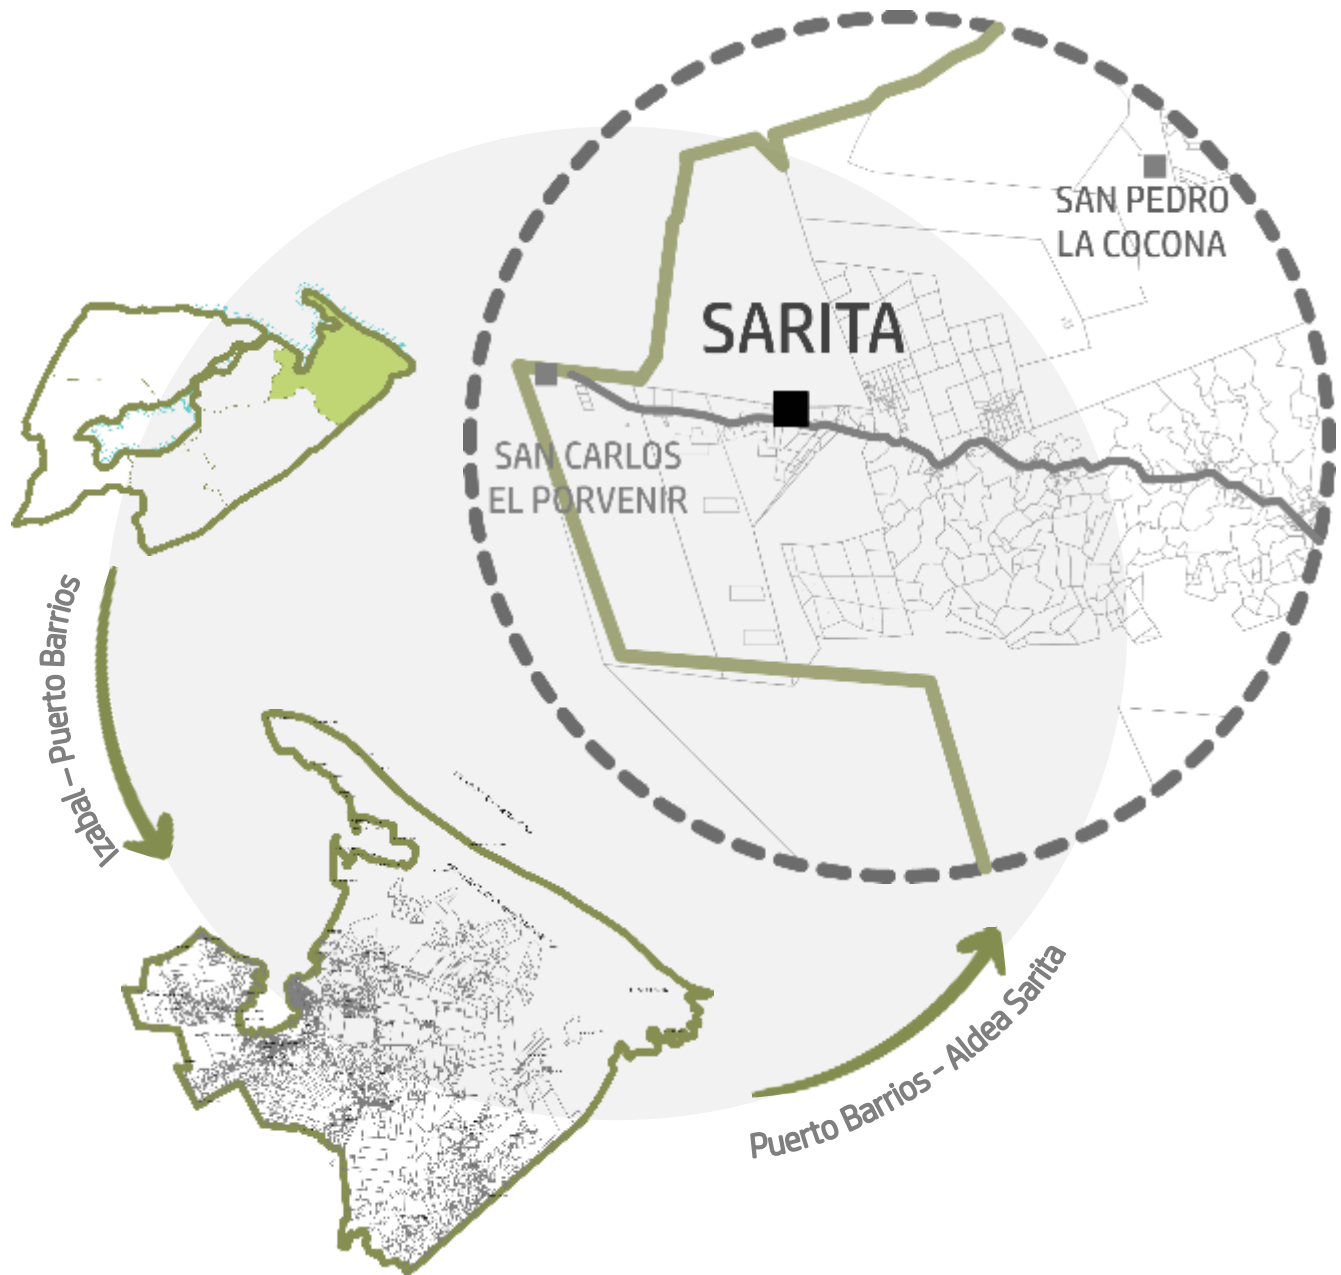 SAN PEDRO
LA COCONA
SARITA
SAN CARLOS
EL PORVENIR
Izabal – Puerto Barrios
Puerto Barrios - Aldea Sarita